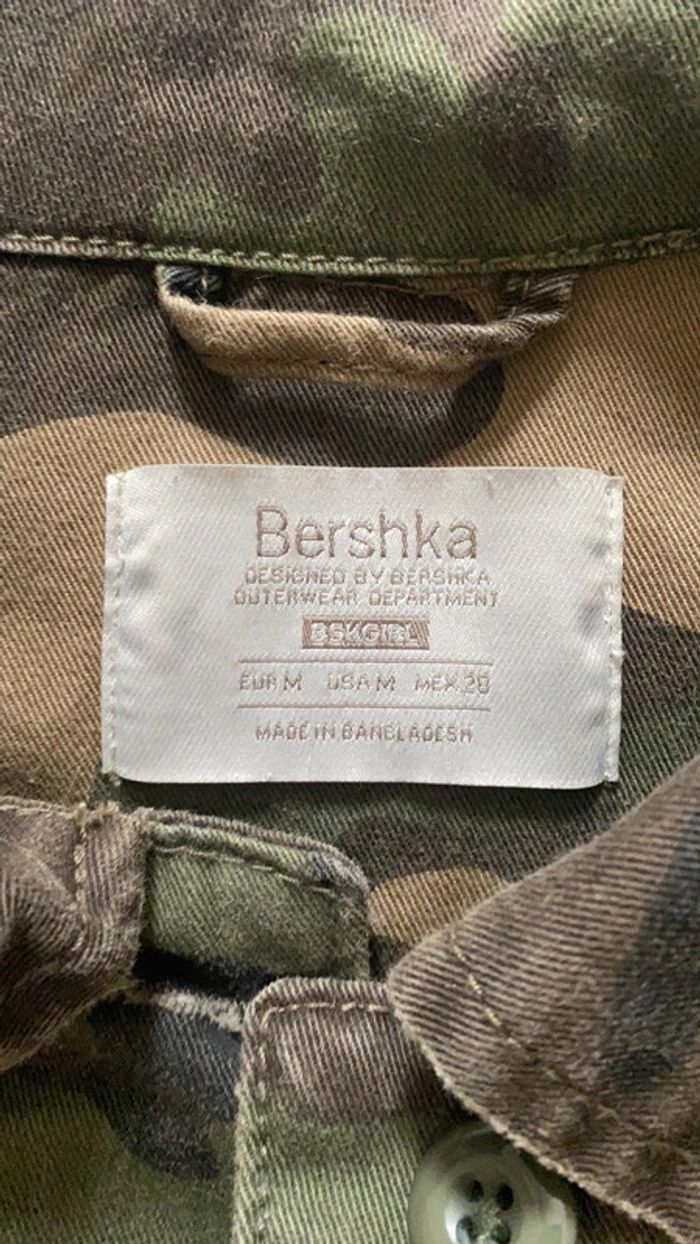 Bershka
DESIGNED BY BERSHKA
OUTERWEAR DEPARTMENT
BSKGIRL
EUR M USA M MEX 28
MADE IN BANGLADESH